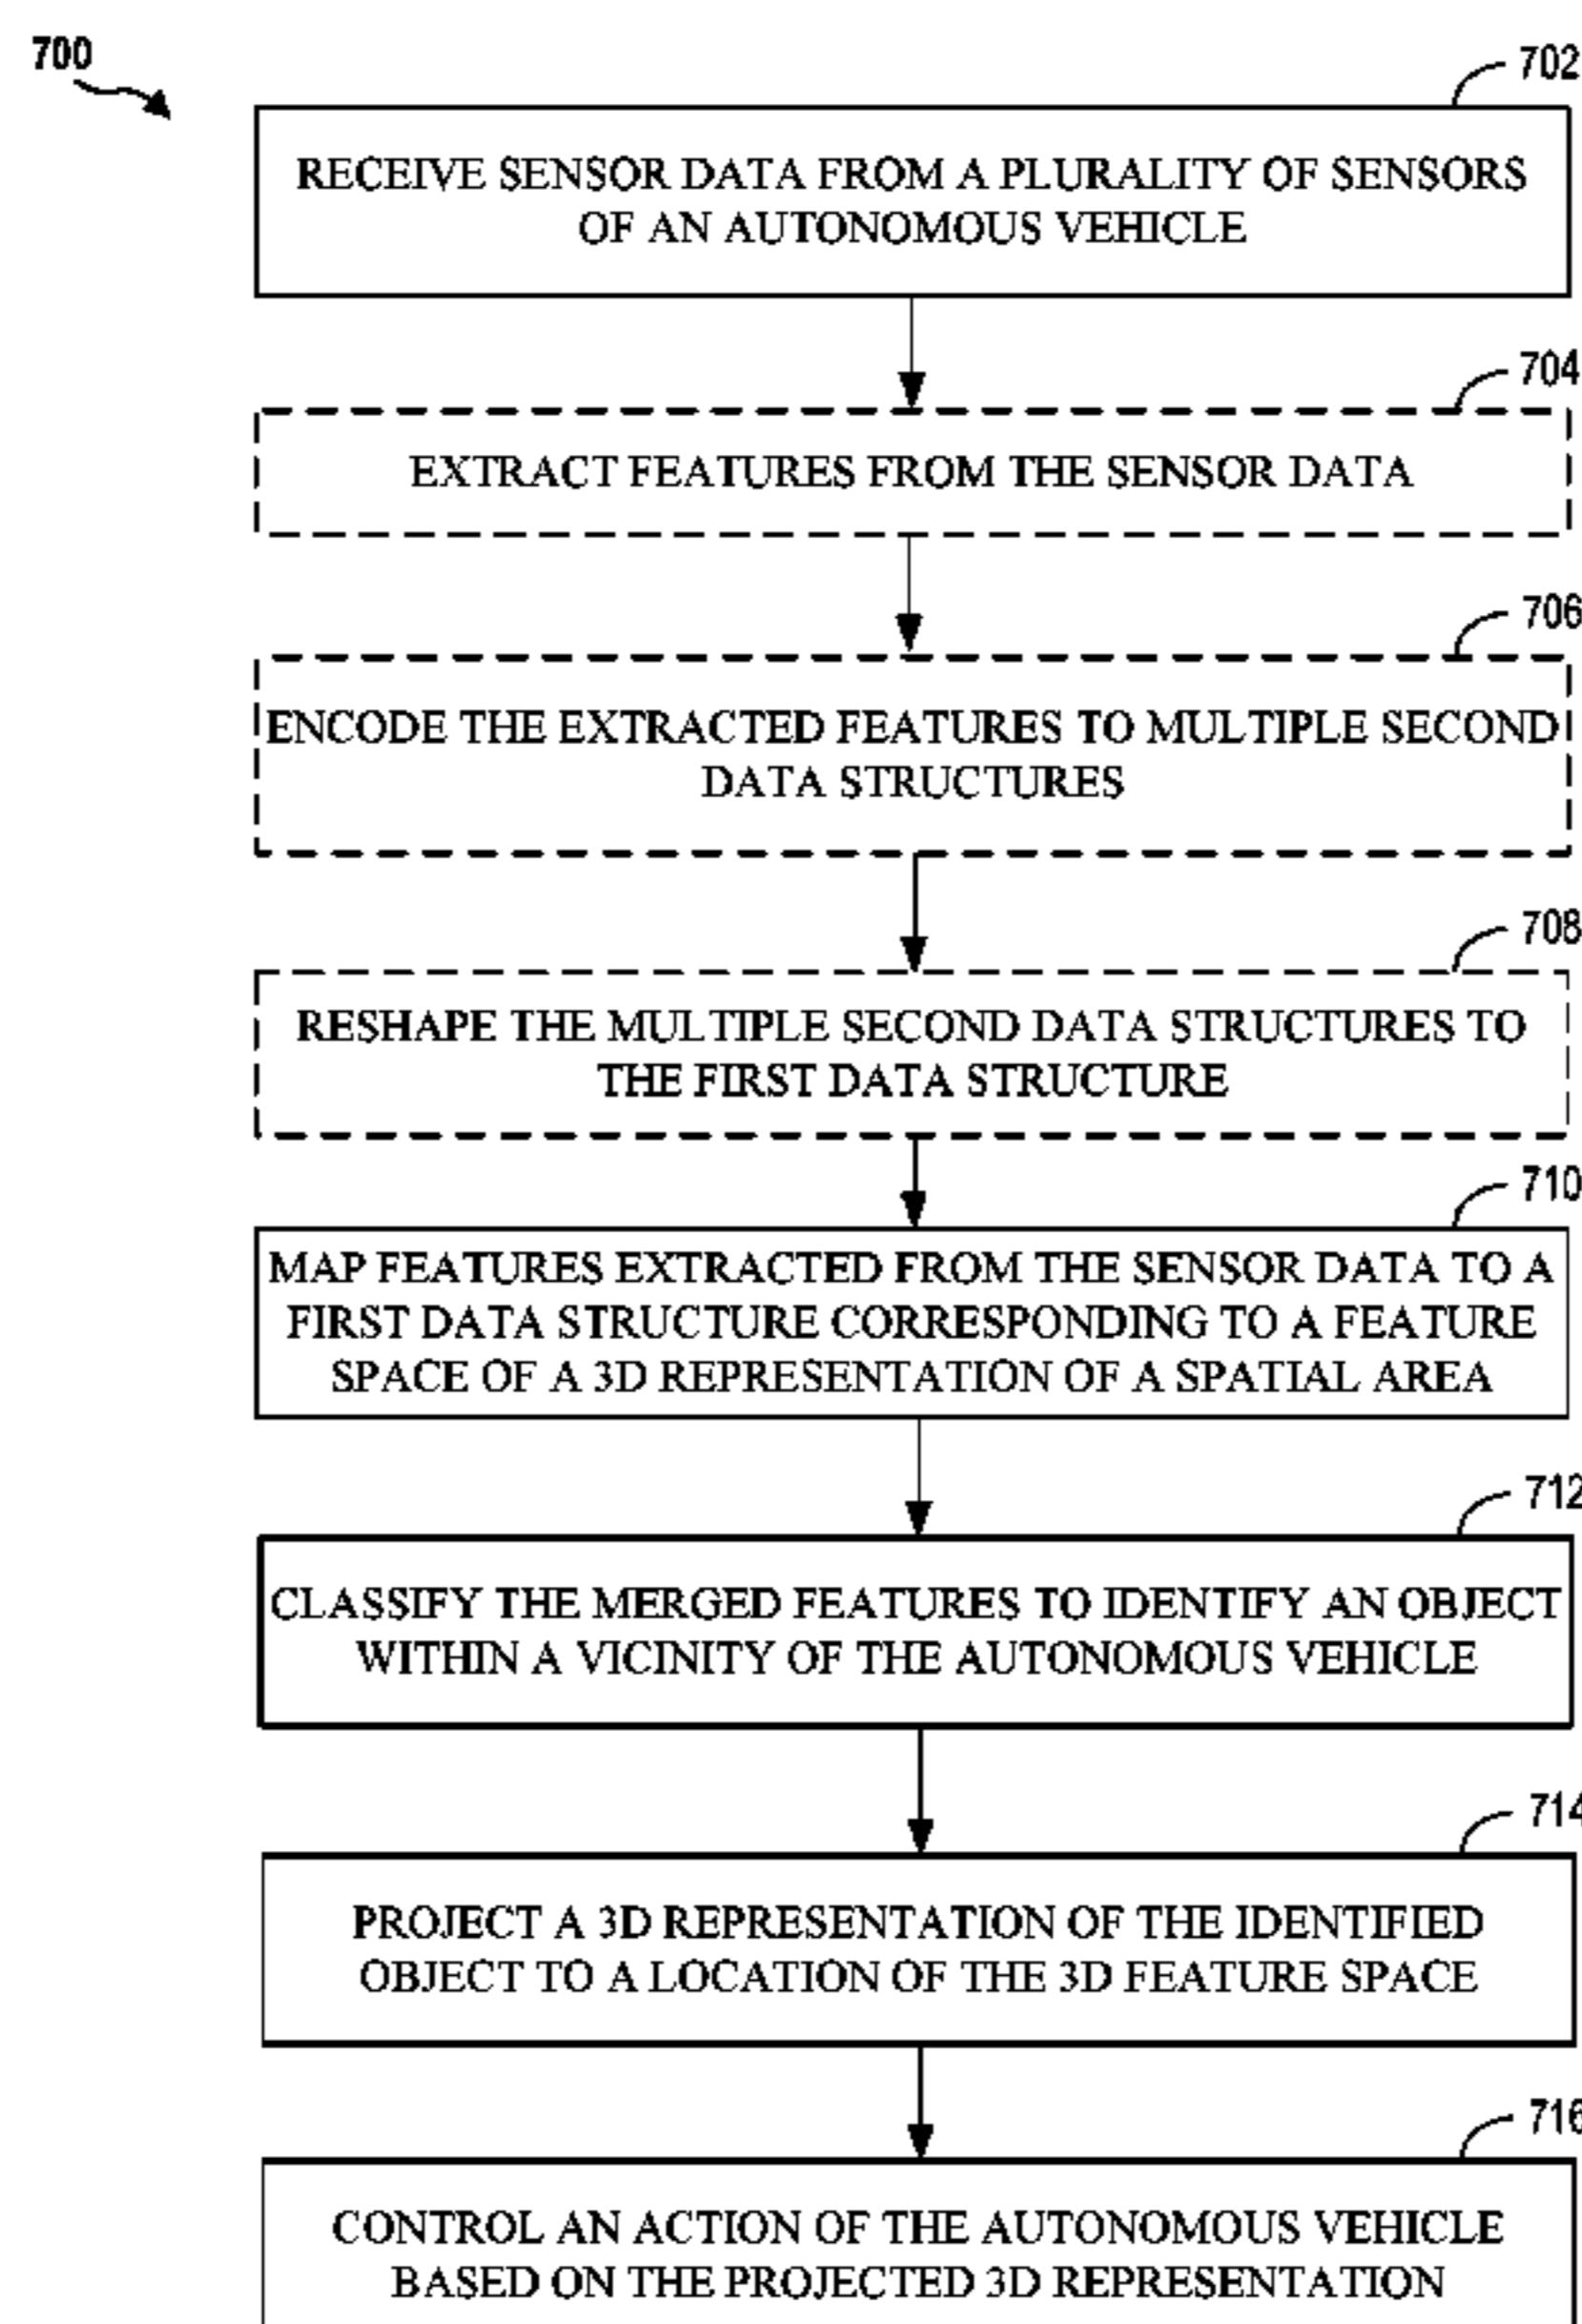 700
702
RECEIVE SENSOR DATA FROM A PLURALITY OF SENSORS
OF AN AUTONOMOUS VEHICLE
704
EXTRACT FEATURES FROM THE SENSOR DATA
706
ENCODE THE EXTRACTED FEATURES TO MULTIPLE SECOND
DATA STRUCTURES
708
RESHAPE THE MULTIPLE SECOND DATA STRUCTURES TO
THE FIRST DATA STRUCTURE
710
MAP FEATURES EXTRACTED FROM THE SENSOR DATA TO A
FIRST DATA STRUCTURE CORRESPONDING TO A FEATURE
SPACE OF A 3D REPRESENTATION OF A SPATIAL AREA
712
CLASSIFY THE MERGED FEATURES TO IDENTIFY AN OBJECT
WITHIN A VICINITY OF THE AUTONOMOUS VEHICLE
714
PROJECT A 3D REPRESENTATION OF THE IDENTIFIED
OBJECT TO A LOCATION OF THE 3D FEATURE SPACE
716
CONTROL AN ACTION OF THE AUTONOMOUS VEHICLE
BASED ON THE PROJECTED 3D REPRESENTATION